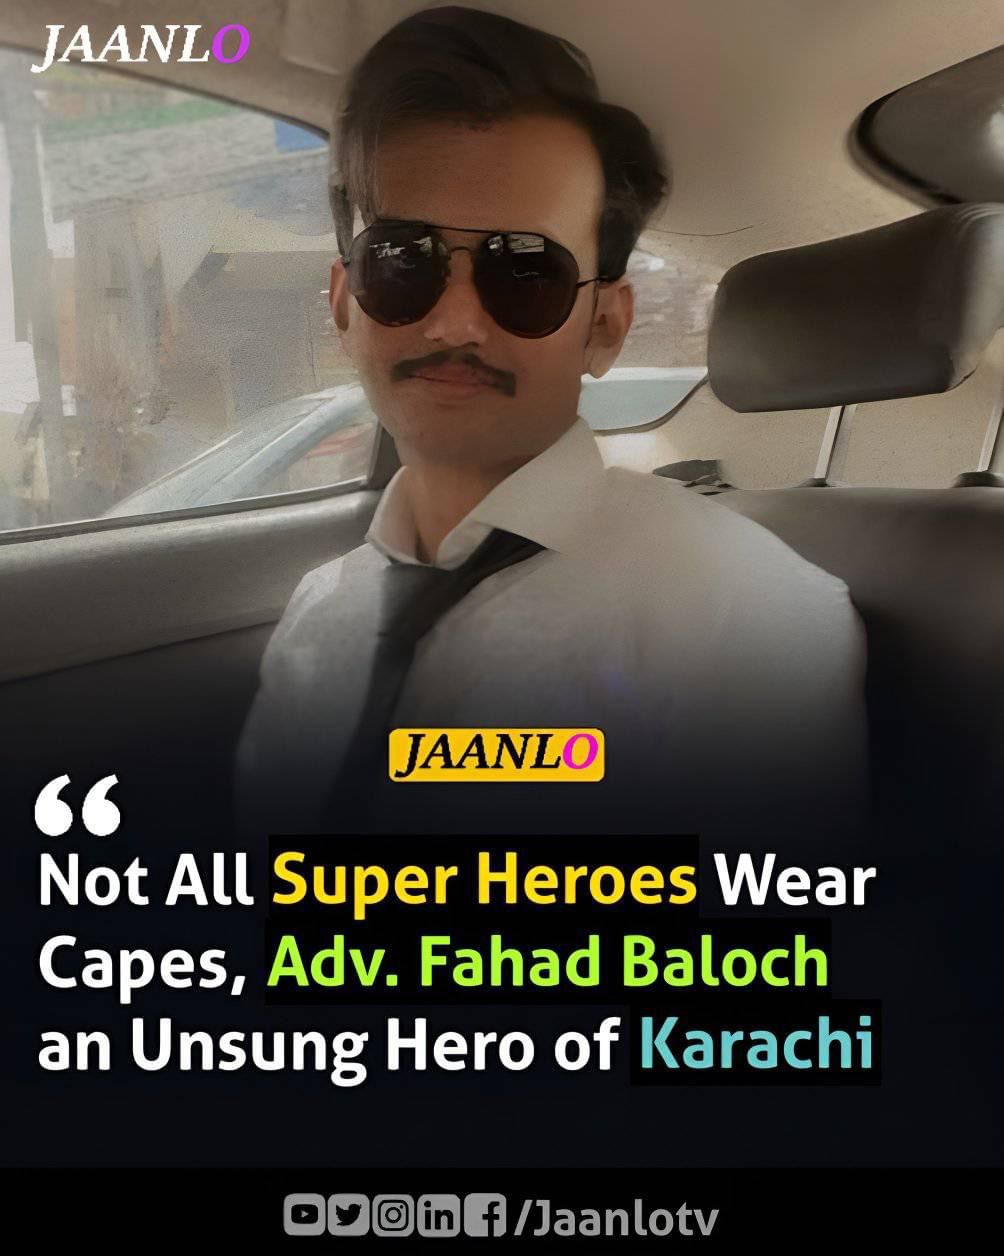 JAANLO
JAANLO
“
Not All Super Heroes Wear
Capes, Adv. Fahad Baloch
an Unsung Hero of Karachi
/Jaanlotv